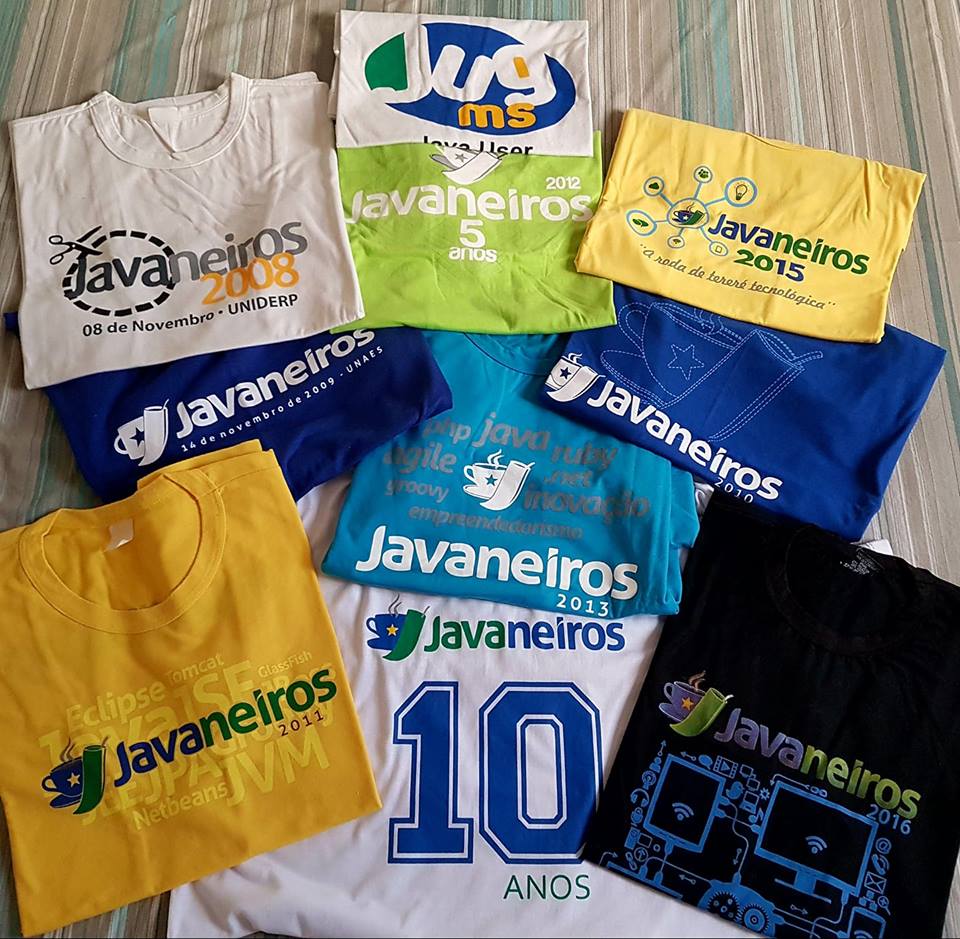 Jug
ms
Java User
Javaneiros
2008
08 de Novembro • UNIDERP
2012
Javaneiros
5
anos
Javaneiros
2015
"a roda de tereré tecnológica"
Javaneiros
14 de novembro de 2009 - UNAES
Javaneiros
2010
php java ruby
agile .net
groovy inovação
empreendedorismo
Javaneiros
2013
Eclipse Tomcat
GlassFish
Javaneiros
2011
JPA
JVM
Netbeans
Javaneiros
10
ANOS
Javaneiros
2016